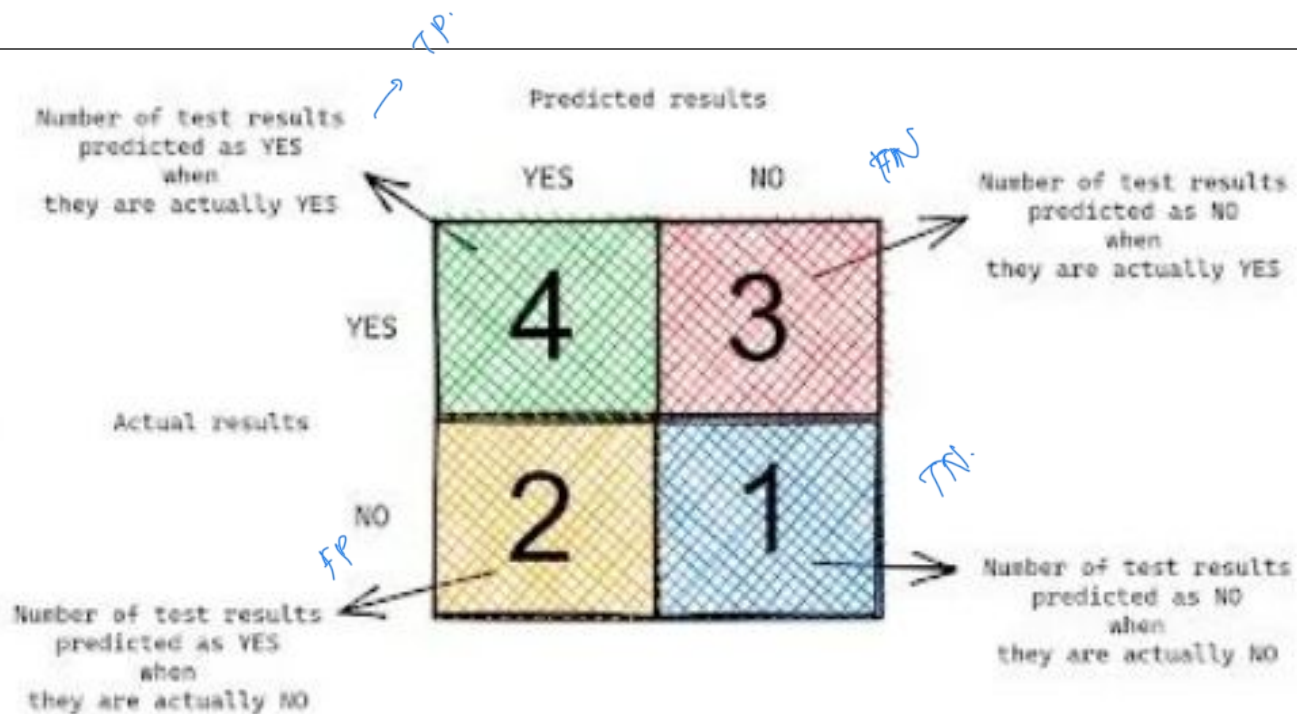 TP.
Number of test results
predicted as YES
when
they are actually YES
Predicted results
YES
NO
FN
Number of test results
predicted as NO
when
they are actually YES
YES
4
3
Actual results
NO
2
1
TN.
FP
Number of test results
predicted as YES
when
they are actually NO
Number of test results
predicted as NO
when
they are actually NO